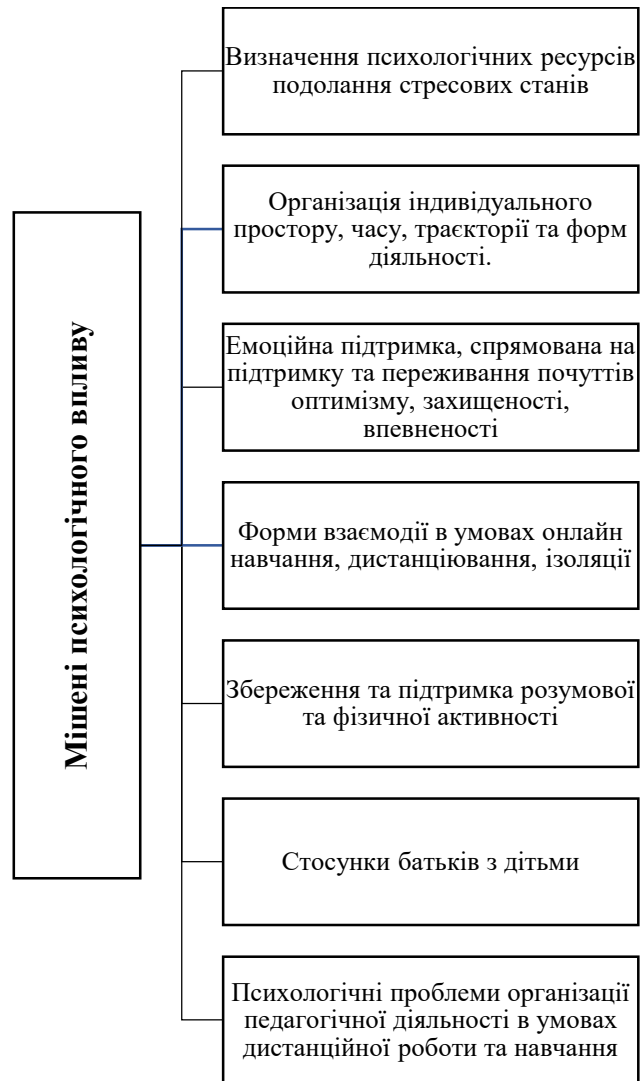 Мішені психологічного впливу
Визначення психологічних ресурсів
подолання стресових станів
Організація індивідуального
простору, часу, траєкторії та форм
діяльності.
Емоційна підтримка, спрямована на
підтримку та переживання почуттів
оптимізму, захищеності,
впевненості
Форми взаємодії в умовах онлайн
навчання, дистанціювання, ізоляції
Збереження та підтримка розумової
та фізичної активності
Стосунки батьків з дітьми
Психологічні проблеми організації
педагогічної діяльності в умовах
дистанційної роботи та навчання